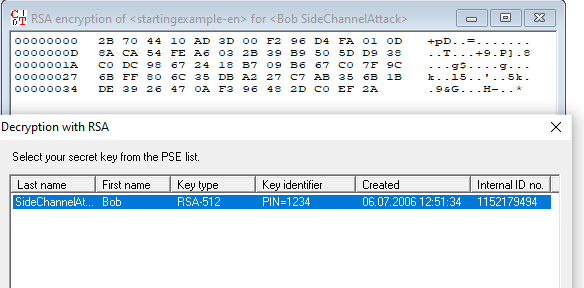 RSA encryption of <startingexample-en> for <Bob SideChannelAttack>
00000000 2B 70 44 10 AD 3D 00 F2 96 D4 FA 01 0D +pD..=.......
0000000D 8A CA 54 FE A6 03 2B 39 B9 50 5D D9 38 ..T...+9.P].8
0000001A C0 DC 98 67 24 18 B7 09 B6 67 C0 7F 9C ...g$....g...
00000027 6B FF 80 6C 35 DB A2 27 C7 AB 35 6B 1B k..l5..'..5k.
00000034 DE 39 26 47 0A F3 96 48 2D C0 EF 2A .9&G...H-..*
Decryption with RSA
Select your secret key from the PSE list.
Last name First name Key type Key identifier Created Internal ID no.
SideChannelAt... Bob RSA-512 PIN=1234 06.07.2006 12:51:34 1152179494